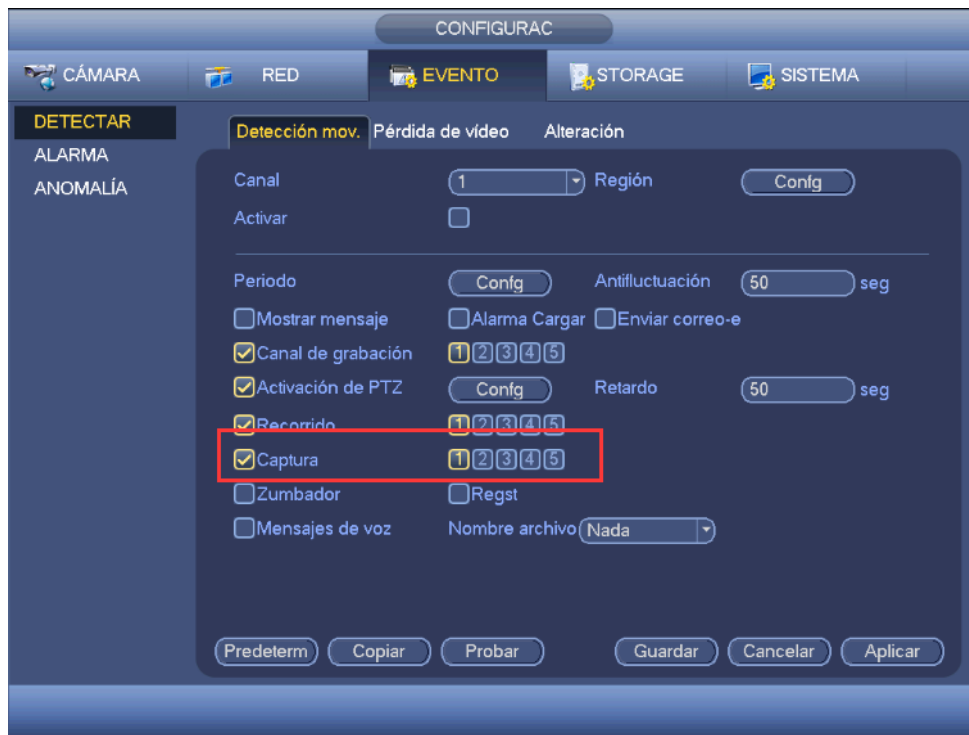 CONFIGURAC
CÁMARA RED EVENTO STORAGE SISTEMA
DETECTAR
ALARMA
ANOMALÍA
Detección mov. Pérdida de vídeo Alteración
Canal 1 Región Confg
Activar
Periodo Confg Antifluctuación 50 seg
Mostrar mensaje Alarma Cargar Enviar correo-e
Canal de grabación 1 2 3 4 5
Activación de PTZ Confg Retardo 50 seg
Recorrido 1 2 3 4 5
Captura 1 2 3 4 5
Zumbador Regst
Mensajes de voz Nombre archivo Nada
Predeterm Copiar Probar Guardar Cancelar Aplicar